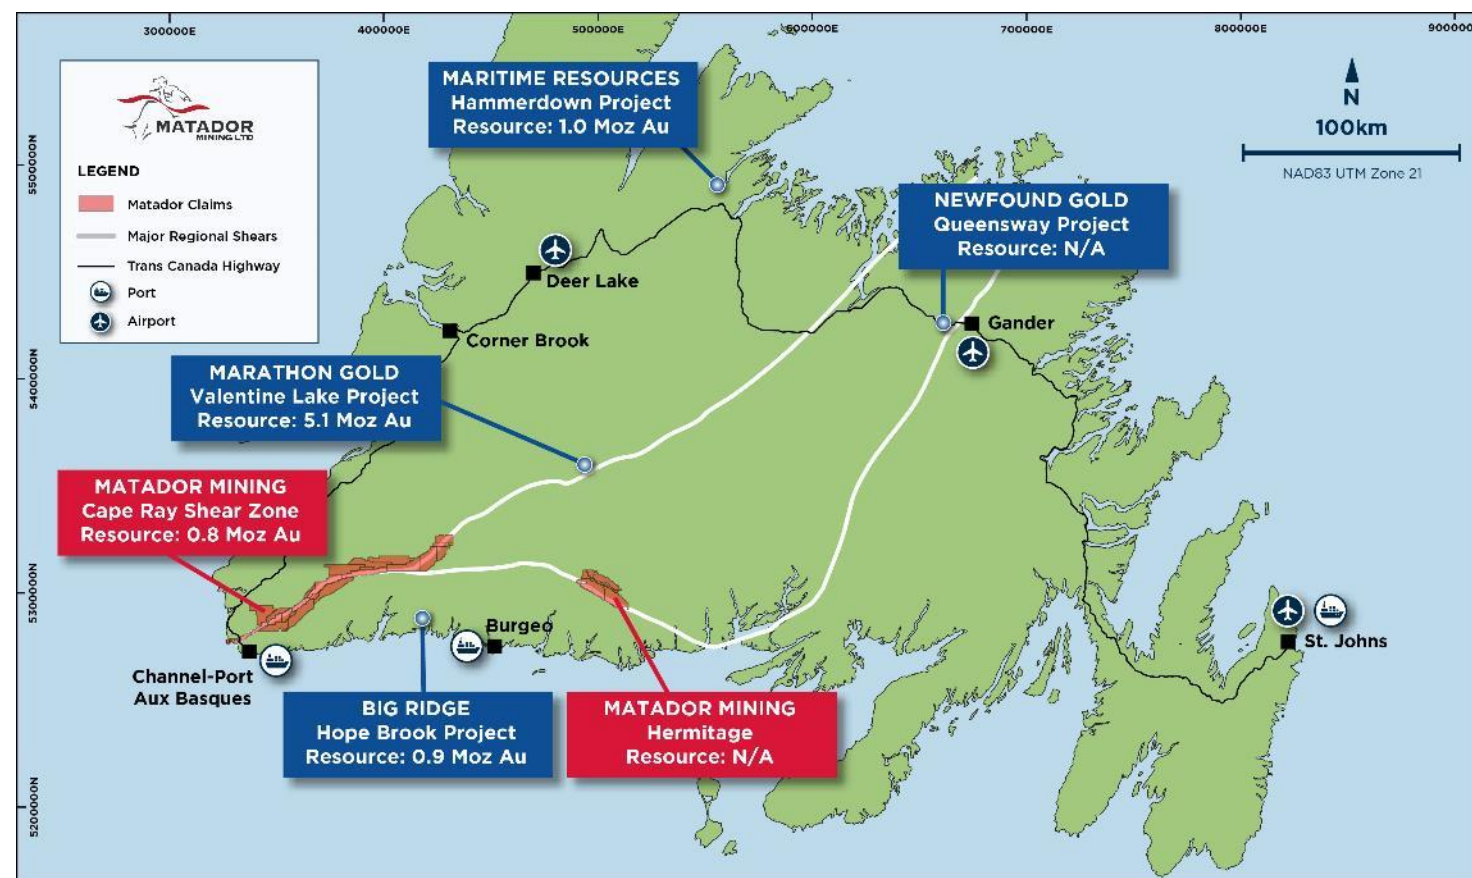 300000E
400000E
500000E
600000E
700000E
800000E
900000
5500000N
5400000N
5300000N
5200000N
MATADOR
MINING LTD
LEGEND
Matador Claims
Major Regional Shears
Trans Canada Highway
Port
Airport
MARITIME RESOURCES
Hammerdown Project
Resource: 1.0 Moz Au
N
100km
NAD83 UTM Zone 21
NEWFOUND GOLD
Queensway Project
Resource: N/A
Deer Lake
Corner Brook
Gander
MARATHON GOLD
Valentine Lake Project
Resource: 5.1 Moz Au
MATADOR MINING
Cape Ray Shear Zone
Resource: 0.8 Moz Au
Burgeo
St. Johns
Channel-Port
Aux Basques
BIG RIDGE
Hope Brook Project
Resource: 0.9 Moz Au
MATADOR MINING
Hermitage
Resource: N/A